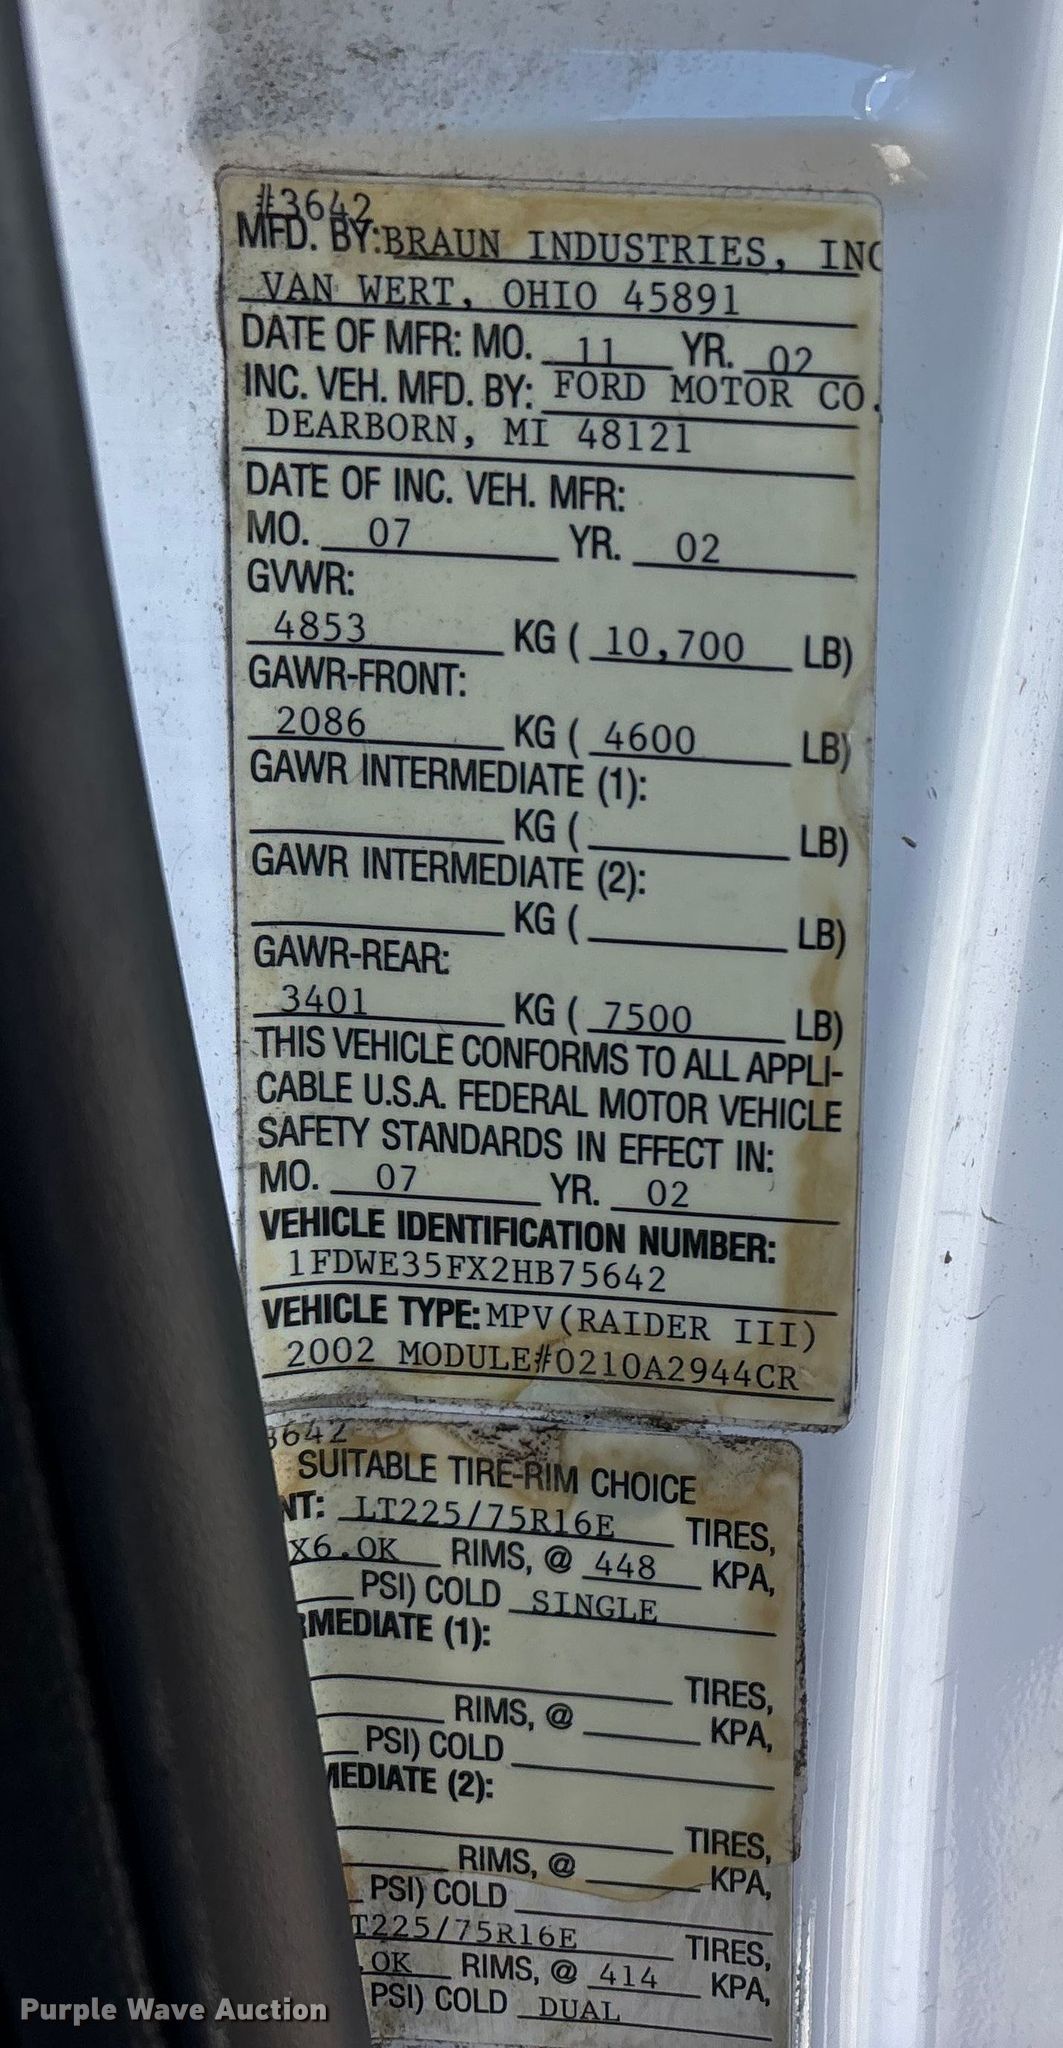 #3642
MFD. BY: BRAUN INDUSTRIES, INC
VAN WERT, OHIO 45891
DATE OF MFR: MO. 11 YR. 02
INC. VEH. MFD. BY: FORD MOTOR CO.
DEARBORN, MI 48121
DATE OF INC. VEH. MFR:
MO. 07 YR. 02
GVWR:
4853 KG ( 10,700 LB)
GAWR-FRONT:
2086 KG ( 4600 LB)
GAWR INTERMEDIATE (1):
KG ( LB)
GAWR INTERMEDIATE (2):
KG ( LB)
GAWR-REAR:
3401 KG ( 7500 LB)
THIS VEHICLE CONFORMS TO ALL APPLI-
CABLE U.S.A. FEDERAL MOTOR VEHICLE
SAFETY STANDARDS IN EFFECT IN:
MO. 07 YR. 02
VEHICLE IDENTIFICATION NUMBER:
1FDWE35FX2HB75642
VEHICLE TYPE: MPV(RAIDER III)
2002 MODULE#0210A2944CR
3642
SUITABLE TIRE-RIM CHOICE
NT: LT225/75R16E TIRES,
X6.0K RIMS, @ 448 KPA,
PSI) COLD SINGLE
RMEDIATE (1):
TIRES,
RIMS, @ KPA,
PSI) COLD
MEDIATE (2):
TIRES,
RIMS, @ KPA,
PSI) COLD
T225/75R16E TIRES,
.0K RIMS, @ 414 KPA,
PSI) COLD DUAL
Purple Wave Auction